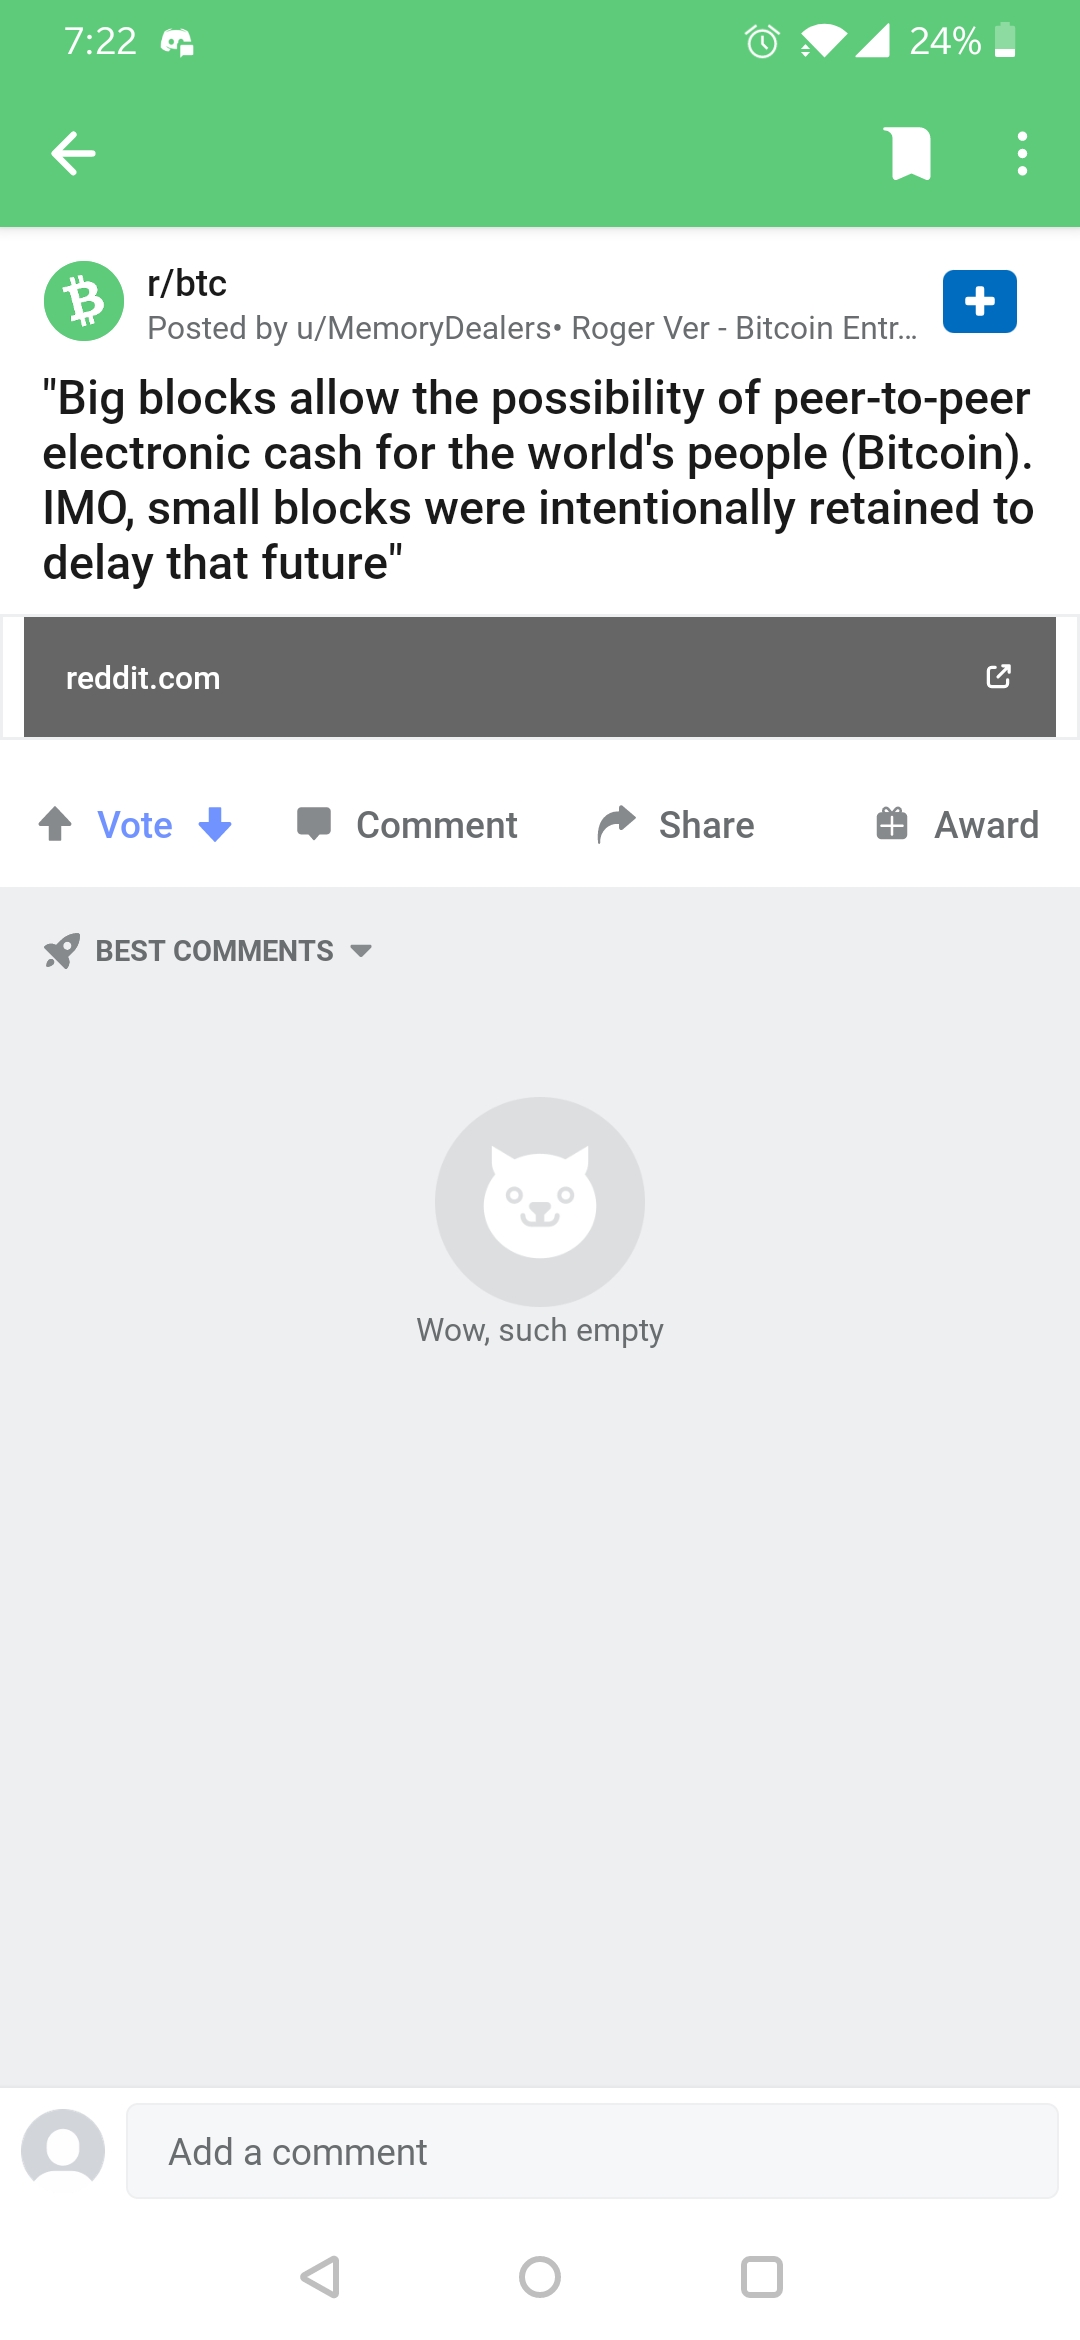 7:22 24%
r/btc
Posted by u/MemoryDealers• Roger Ver - Bitcoin Entr...
"Big blocks allow the possibility of peer-to-peer
electronic cash for the world's people (Bitcoin).
IMO, small blocks were intentionally retained to
delay that future"
reddit.com
Vote Comment Share Award
BEST COMMENTS
Wow, such empty
Add a comment